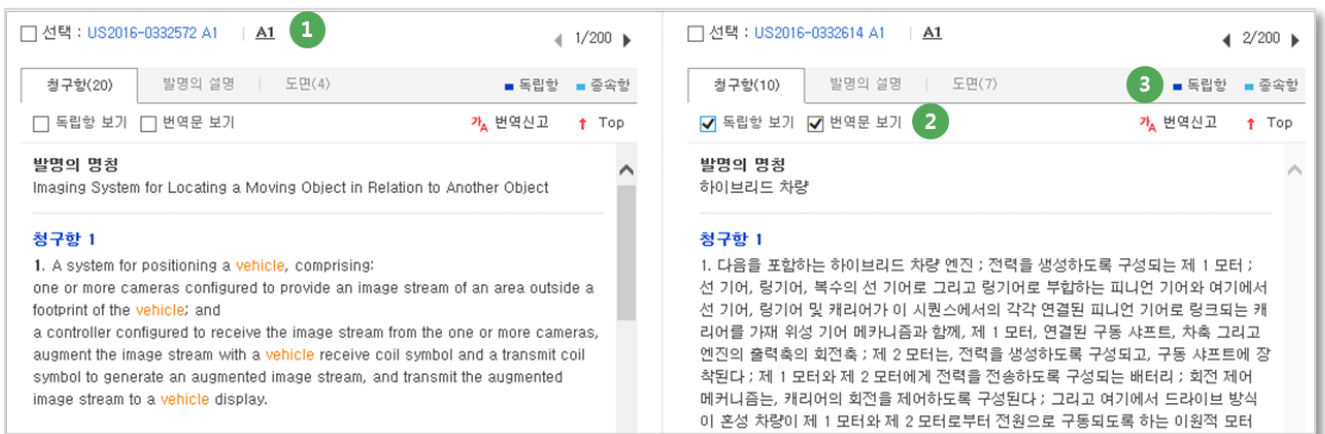 선택 : US2016-0332572 A1 | A1 1
1/200
청구항(20) 발명의 설명 | 도면(4) 독립항 종속항
독립항 보기 번역문 보기 가A 번역신고 Top
발명의 명칭
Imaging System for Locating a Moving Object in Relation to Another Object
청구항 1
1. A system for positioning a vehicle, comprising:
one or more cameras configured to provide an image stream of an area outside a
footprint of the vehicle; and
a controller configured to receive the image stream from the one or more cameras,
augment the image stream with a vehicle receive coil symbol and a transmit coil
symbol to generate an augmented image stream, and transmit the augmented
image stream to a vehicle display.
선택 : US2016-0332614 A1 | A1
2/200
청구항(10) 발명의 설명 | 도면(7) 3 독립항 종속항
독립항 보기 번역문 보기 2 가A 번역신고 Top
발명의 명칭
하이브리드 차량
청구항 1
1. 다음을 포함하는 하이브리드 차량 엔진 ; 전력을 생성하도록 구성되는 제 1 모터 ;
선 기어, 링기어, 복수의 선 기어로 그리고 링기어로 부합하는 피니언 기어와 여기에서
선 기어, 링기어 및 캐리어가 이 시퀀스에서의 각각 연결된 피니언 기어로 링크되는 캐
리어를 가재 위성 기어 메카니즘과 함께, 제 1 모터, 연결된 구동 샤프트, 차축 그리고
엔진의 출력축의 회전축 ; 제 2 모터는, 전력을 생성하도록 구성되고, 구동 샤프트에 장
착된다 ; 제 1 모터와 제 2 모터에게 전력을 전송하도록 구성되는 배터리 ; 회전 제어
메커니즘은, 캐리어의 회전을 제어하도록 구성된다 ; 그리고 여기에서 드라이브 방식
이 혼성 차량이 제 1 모터와 제 2 모터로부터 전원으로 구동되도록 하는 이원적 모터